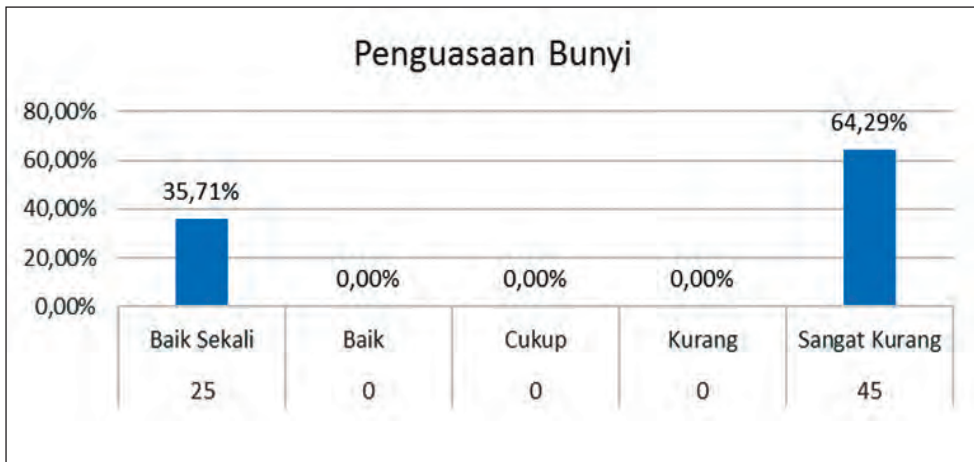 Penguasaan Bunyi
80,00%
64,29%
60,00%
35,71%
40,00%
20,00%
0,00% 0,00% 0,00%
0,00%
Baik Sekali Baik Cukup Kurang Sangat Kurang
25 0 0 0 45